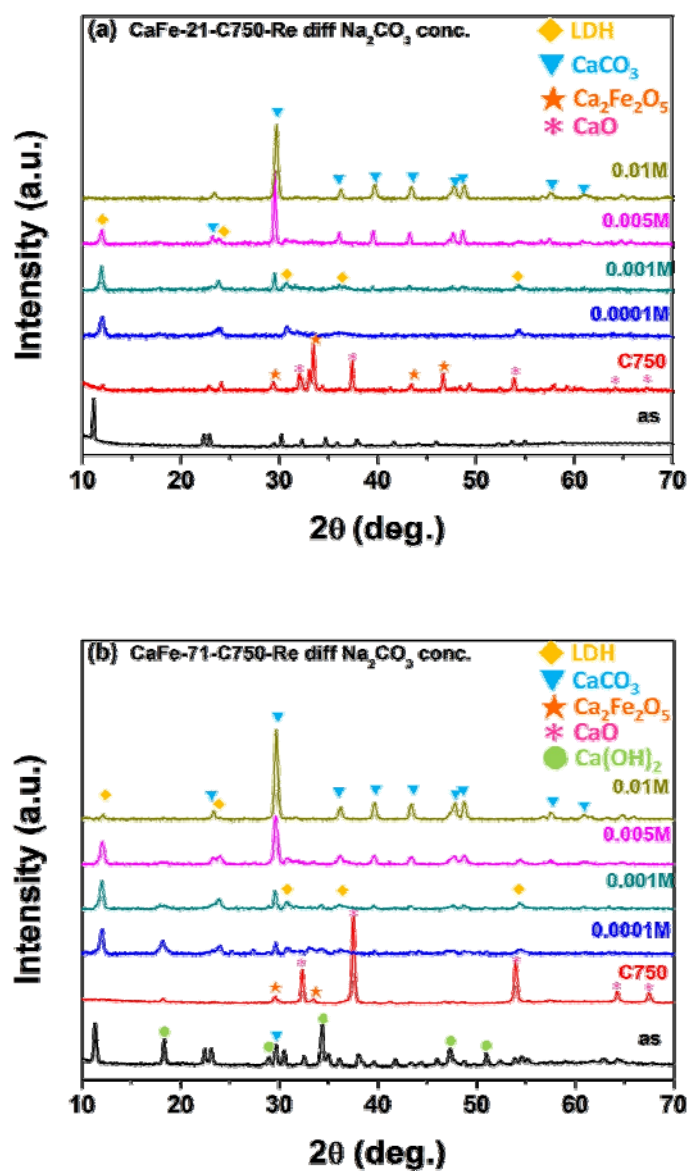 (a) CaFe-21-C750-Re diff Na₂CO₃ conc.
LDH
CaCO₃
Ca₂Fe₂O₅
CaO
0.01M
0.005M
0.001M
0.0001M
C750
as
Intensity (a.u.)
10 20 30 40 50 60 70
2θ (deg.)
(b) CaFe-71-C750-Re diff Na₂CO₃ conc.
LDH
CaCO₃
Ca₂Fe₂O₅
CaO
Ca(OH)₂
0.01M
0.005M
0.001M
0.0001M
C750
as
Intensity (a.u.)
10 20 30 40 50 60 70
2θ (deg.)